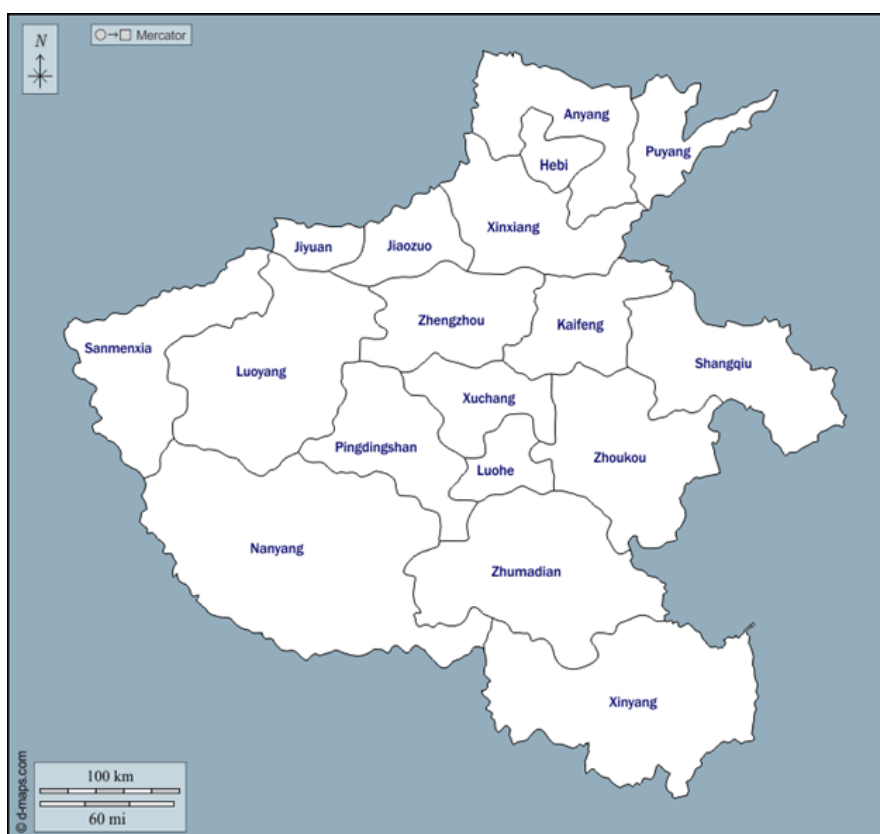 N
Mercator
Anyang
Puyang
Hebi
Xinxiang
Jiyuan
Jiaozuo
Zhengzhou
Kaifeng
Sanmenxia
Shangqiu
Luoyang
Xuchang
Pingdingshan
Zhoukou
Luohe
Nanyang
Zhumadian
Xinyang
100 km
60 mi
© d-maps.com